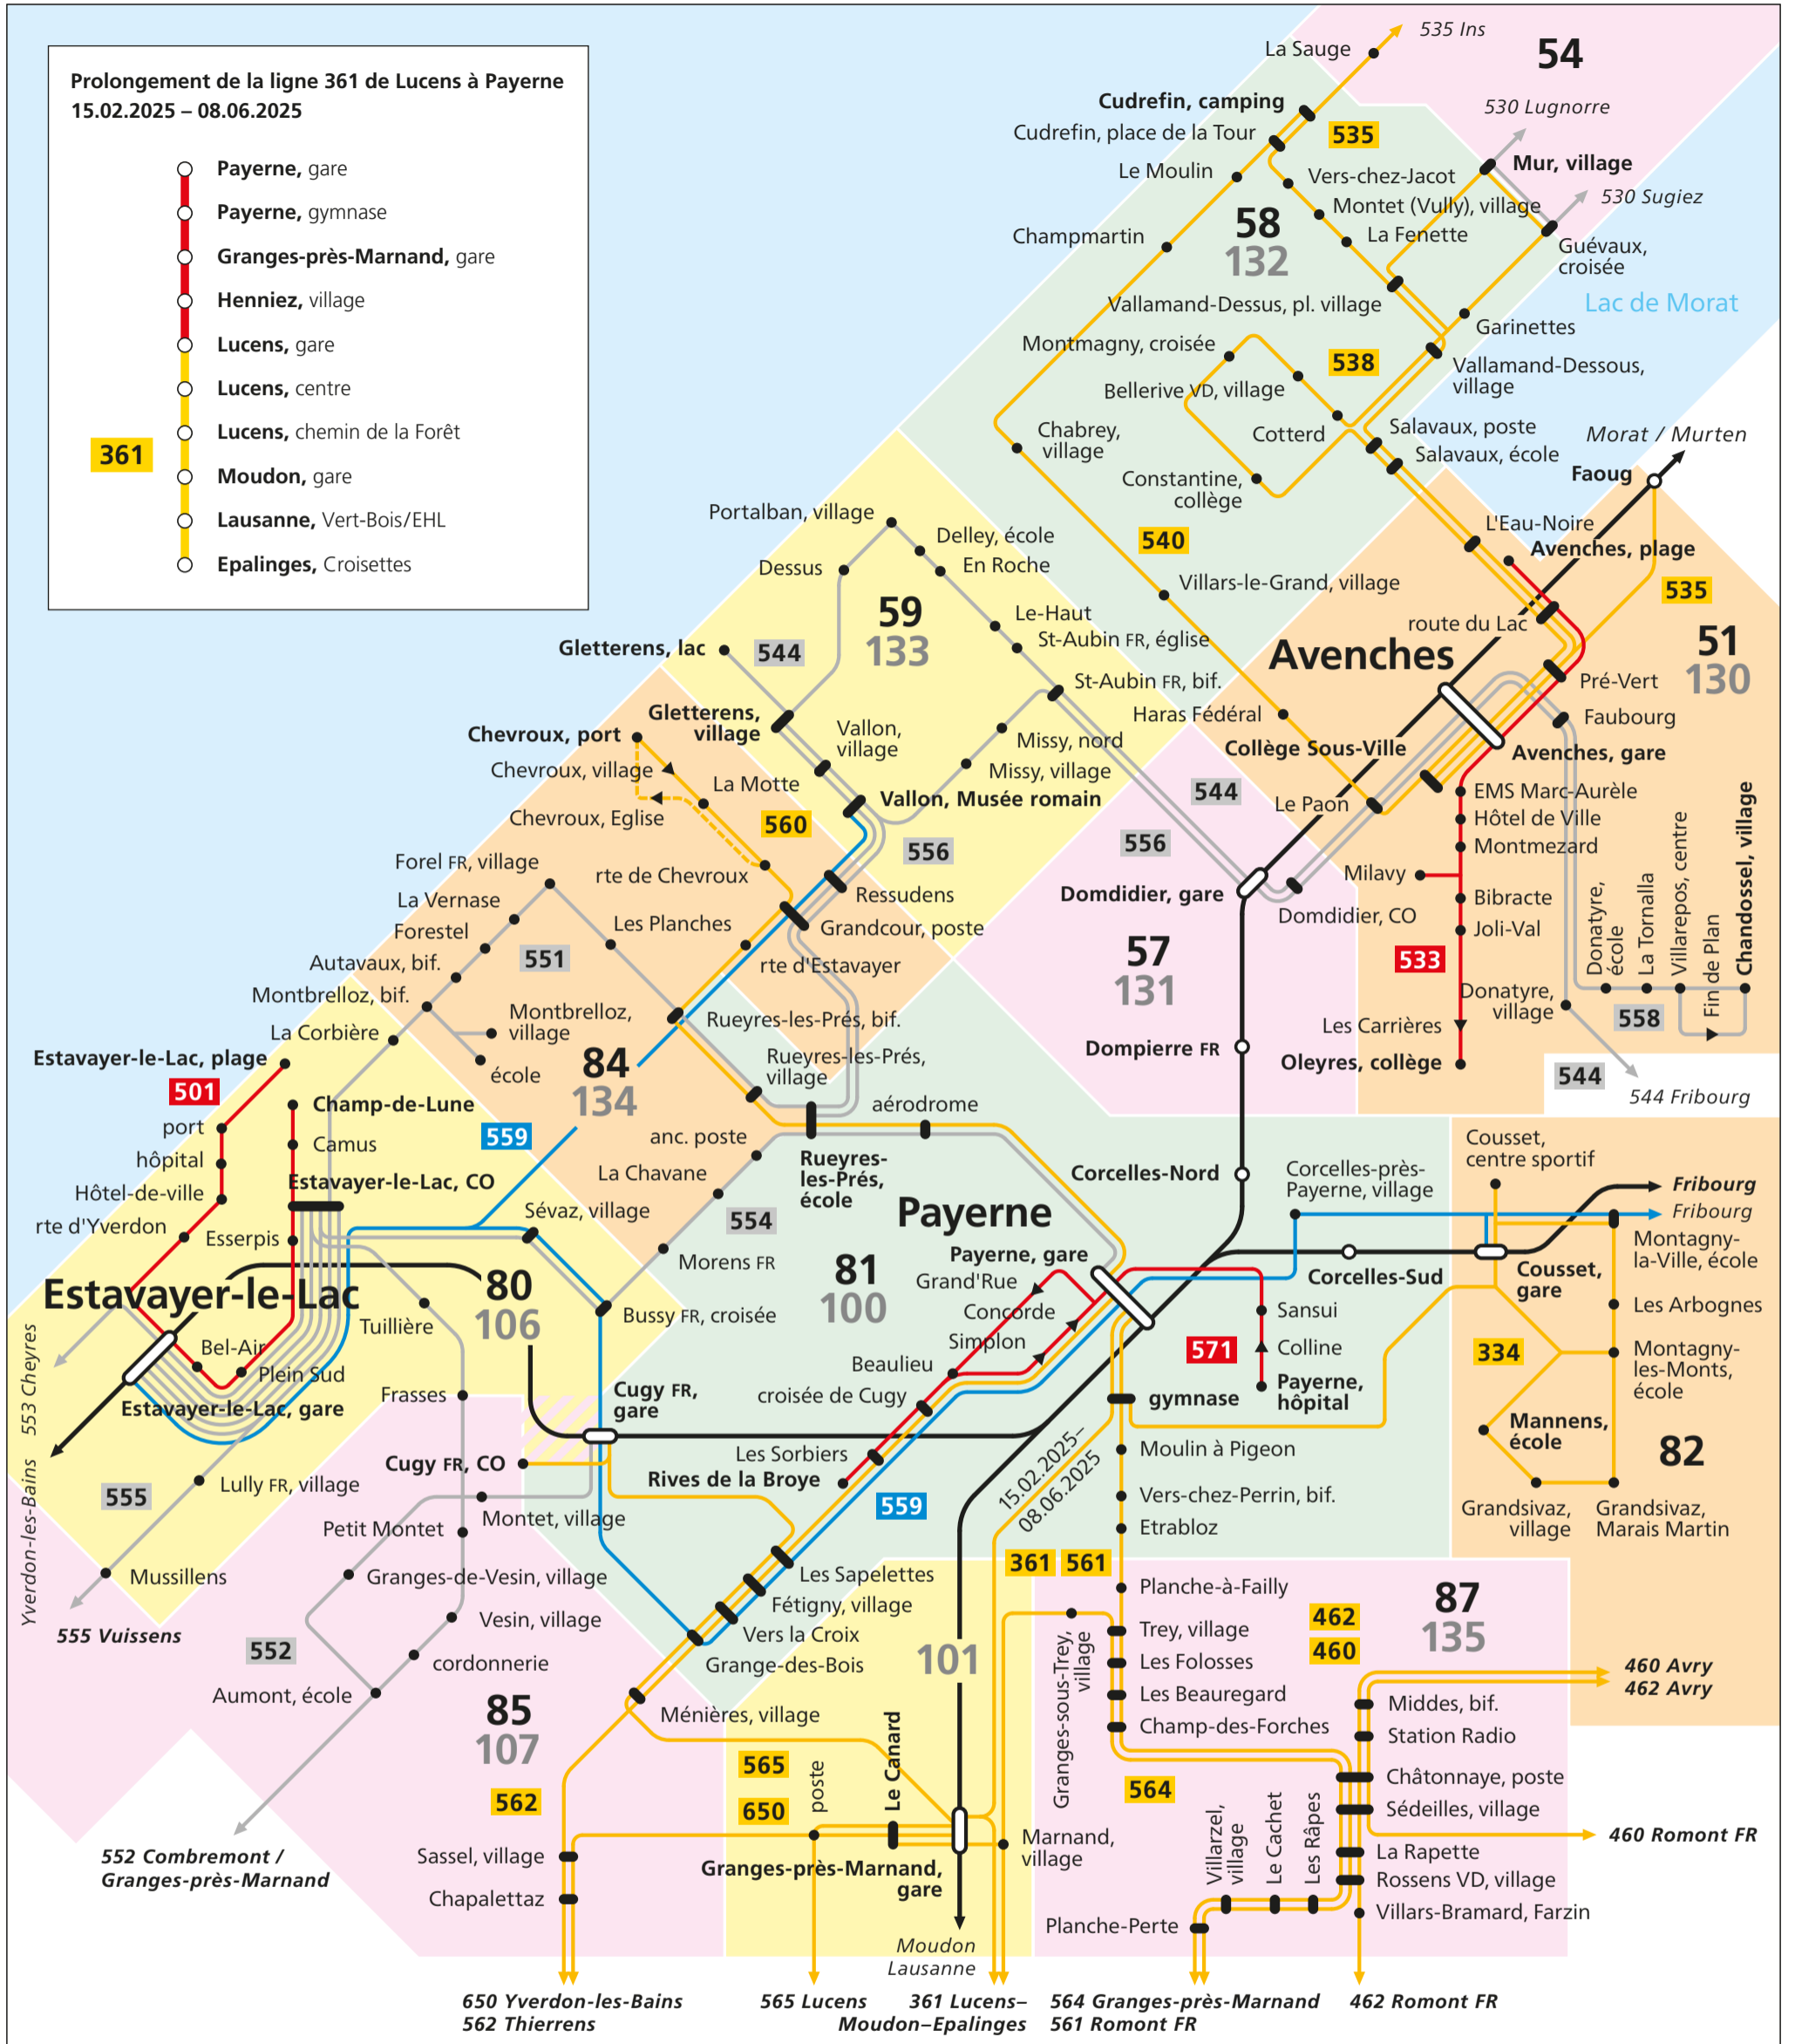 Prolongement de la ligne 361 de Lucens à Payerne
15.02.2025 – 08.06.2025
Payerne, gare
Payerne, gymnase
Granges-près-Marnand, gare
Henniez, village
Lucens, gare
Lucens, centre
Lucens, chemin de la Forêt
361
Moudon, gare
Lausanne, Vert-Bois/EHL
Epalinges, Croisettes
535 Ins
La Sauge
54
Cudrefin, camping
530 Lugnorre
Cudrefin, place de la Tour
535
Le Moulin
Mur, village
Vers-chez-Jacot
530 Sugiez
Montet (Vully), village
58
132
La Fenette
Champmartin
Guévaux,
croisée
Lac de Morat
Vallamand-Dessus, pl. village
Garinettes
Montmagny, croisée
538
Vallamand-Dessous,
village
Bellerive VD, village
Salavaux, poste
Cotterd
Salavaux, école
Chabrey,
village
Morat / Murten
Faoug
Constantine,
collège
Portalban, village
L'Eau-Noire
Delley, école
540
Avenches, plage
Dessus
En Roche
Villars-le-Grand, village
535
59
133
Le-Haut
route du Lac
St-Aubin FR, église
51
130
Gletterens, lac
544
Avenches
St-Aubin FR, bif.
Pré-Vert
Haras Fédéral
Faubourg
Gletterens,
village
Vallon,
village
Chevroux, port
Missy, nord
Collège Sous-Ville
Avenches, gare
Chevroux, village
Missy, village
La Motte
544
EMS Marc-Aurèle
Vallon, Musée romain
Le Paon
Chevroux, Eglise
560
Hôtel de Ville
556
556
Montmezard
Forel FR, village
rte de Chevroux
Milavy
Ressudens
Domdidier, gare
Bibracte
La Vernase
Domdidier, CO
Les Planches
Grandcour, poste
Joli-Val
Forestel
551
57
131
533
rte d'Estavayer
Autavaux, bif.
Donatyre,
école
La Tornalla
Villarepos, centre
Fin de Plan
Chandossel, village
Montbrelloz, bif.
Montbrelloz,
village
Donatyre,
village
558
La Corbière
Rueyres-les-Prés, bif.
Les Carrières
Estavayer-le-Lac, plage
84
134
Rueyres-les-Prés,
village
Dompierre FR
Oleyres, collège
école
544
501
544 Fribourg
Champ-de-Lune
port
559
aérodrome
Camus
anc. poste
Cousset,
centre sportif
hôpital
Rueyres-
les-Prés,
école
La Chavane
Corcelles-Nord
Corcelles-près-
Payerne, village
Estavayer-le-Lac, CO
Hôtel-de-ville
Fribourg
Fribourg
rte d'Yverdon
Sévaz, village
Payerne
554
Esserpis
Montagny-
la-Ville, école
Payerne, gare
Morens FR
81
100
Corcelles-Sud
Cousset,
gare
Estavayer-le-Lac
80
106
Grand'Rue
Concorde
Sansui
Les Arbognes
Tuillière
Bussy FR, croisée
Simplon
571
Colline
334
Bel-Air
Beaulieu
Montagny-
les-Monts,
école
Plein Sud
croisée de Cugy
Payerne,
hôpital
553 Cheyres
Frasses
Cugy FR,
gare
gymnase
Estavayer-le-Lac, gare
Mannens,
école
82
Les Sorbiers
Moulin à Pigeon
Cugy FR, CO
Rives de la Broye
15.02.2025–
08.06.2025
Lully FR, village
555
Vers-chez-Perrin, bif.
Yverdon-les-Bains
559
Grandsivaz,
village
Grandsivaz,
Marais Martin
Montet, village
Petit Montet
Etrabloz
361
561
Mussillens
Granges-de-Vesin, village
Les Sapelettes
Planche-à-Failly
87
135
Fétigny, village
462
Vesin, village
Trey, village
555 Vuissens
Vers la Croix
552
460
Granges-sous-Trey,
village
Les Folosses
cordonnerie
Grange-des-Bois
101
460 Avry
462 Avry
Les Beauregard
Aumont, école
Middes, bif.
85
107
Ménières, village
Champ-des-Forches
Station Radio
565
poste
Le Canard
564
Châtonnaye, poste
562
650
Sédeilles, village
Villarzel,
village
Le Cachet
Les Râpes
Marnand,
village
460 Romont FR
Sassel, village
552 Combremont /
Granges-près-Marnand
Granges-près-Marnand,
gare
La Rapette
Rossens VD, village
Chapalettaz
Villars-Bramard, Farzin
Planche-Perte
Moudon
Lausanne
650 Yverdon-les-Bains
562 Thierrens
565 Lucens
361 Lucens–
Moudon–Epalinges
564 Granges-près-Marnand
561 Romont FR
462 Romont FR